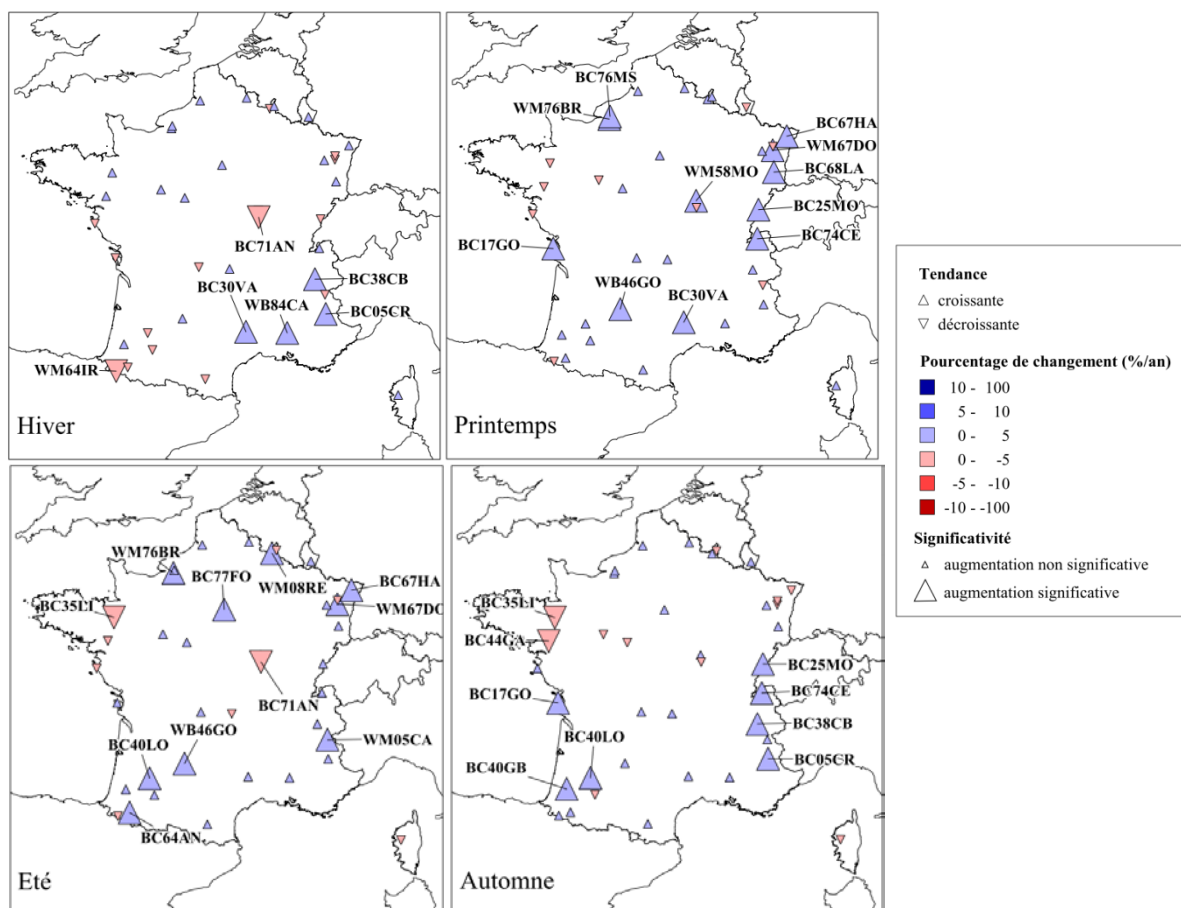 BC71AN
BC38CB
BC30VA
WB84CA
BC05CR
WM64IR
Hiver
BC76MS
WM76BR
BC67HA
WM67DO
WM58MO
BC68LA
BC25MO
BC74CE
BC17GO
WB46GO
BC30VA
Printemps
WM76BR
BC77FO
WM08RE
BC67HA
BC35LI
WM67DO
BC71AN
WB46GO
BC40LO
WM05CA
BC64AN
Eté
BC35LI
BC44GA
BC25MO
BC17GO
BC74CE
BC38CB
BC40LO
BC40GB
BC05CR
Automne
Tendance
croissante
décroissante
Pourcentage de changement (%/an)
10 - 100
5 - 10
0 - 5
0 - -5
-5 - -10
-10 - -100
Significativité
augmentation non significative
augmentation significative